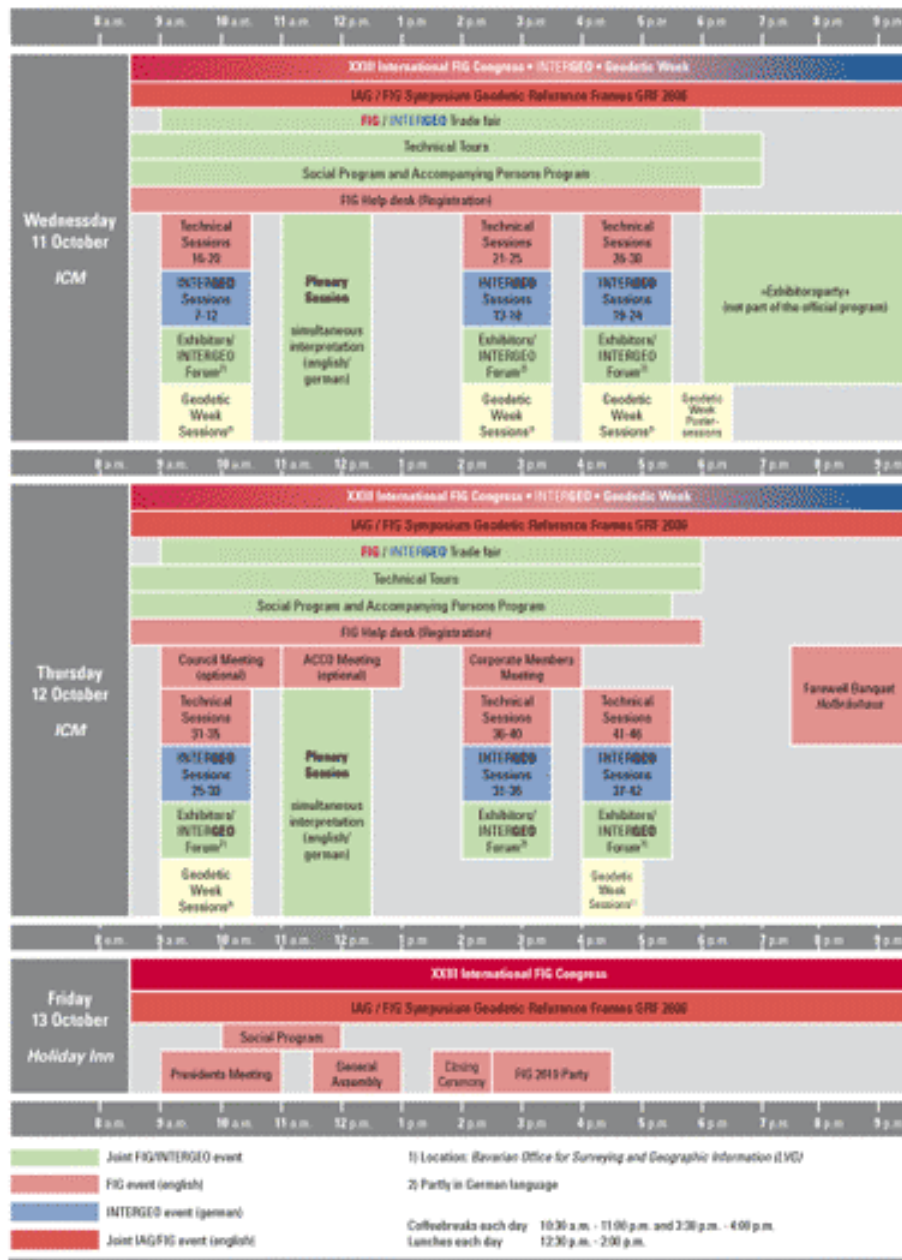 8 a.m. 9 a.m. 10 a.m. 11 a.m. 12 p.m. 1 p.m 2 p.m 3 p.m 4 p.m 5 p.m 6 p.m 7 p.m 8 p.m 9 p.m
XXIII International FIG Congress • INTERGEO • Geodetic Week
IAG / FIG Symposium Geodetic Reference Frames GRF 2006
FIG / INTERGEO Trade fair
Technical Tours
Social Program and Accompanying Persons Program
FIG Help desk (Registration)
Wednessday
11 October
ICM
Technical
Sessions
16-20
INTERGEO
Sessions
7-12
Exhibitors/
INTERGEO
Forum2)
Geodetic
Week
Sessions
Plenary
Session
simultaneous
interpretation
(english/
german)
Technical
Sessions
21-25
INTERGEO
Sessions
13-18
Exhibitors/
INTERGEO
Forum2)
Geodetic
Week
Sessions
Technical
Sessions
26-30
INTERGEO
Sessions
19-24
Exhibitors/
INTERGEO
Forum2)
Geodetic
Week
Sessions
Geodetic
Week
Poster-
sessions
»Exhibitorsparty«
(not part of the official program)
8 a.m. 9 a.m. 10 a.m. 11 a.m. 12 p.m. 1 p.m 2 p.m 3 p.m 4 p.m 5 p.m 6 p.m 7 p.m 8 p.m 9 p.m
XXIII International FIG Congress • INTERGEO • Geodedic Week
IAG / FIG Symposium Geodetic Reference Frames GRF 2006
FIG / INTERGEO Trade fair
Technical Tours
Social Program and Accompanying Persons Program
FIG Help desk (Registration)
Thursday
12 October
ICM
Council Meeting
(optional)
ACCO Meeting
(optional)
Corporate Members
Meeting
Technical
Sessions
31-35
INTERGEO
Sessions
25-30
Exhibitors/
INTERGEO
Forum2)
Geodetic
Week
Sessions
Plenary
Session
simultaneous
interpretation
(english/
german)
Technical
Sessions
36-40
INTERGEO
Sessions
31-36
Exhibitors/
INTERGEO
Forum2)
Technical
Sessions
41-46
INTERGEO
Sessions
37-42
Exhibitors/
INTERGEO
Forum2)
Geodetic
Week
Sessions
Farewell Banquet
Hofbräuhaus
8 a.m. 9 a.m. 10 a.m. 11 a.m. 12 p.m. 1 p.m 2 p.m 3 p.m 4 p.m 5 p.m 6 p.m 7 p.m 8 p.m 9 p.m
XXIII International FIG Congress
IAG / FIG Symposium Geodetic Reference Frames GRF 2006
Friday
13 October
Holiday Inn
Social Program
Presidents Meeting
General
Assembly
Closing
Ceremony
FIG 2010 Party
8 a.m. 9 a.m. 10 a.m. 11 a.m. 12 p.m. 1 p.m 2 p.m 3 p.m 4 p.m 5 p.m 6 p.m 7 p.m 8 p.m 9 p.m
Joint FIG/INTERGEO event
FIG event (english)
INTERGEO event (german)
Joint IAG/FIG event (english)
1) Location: Bavarian Office for Surveying and Geographic Information (LVG)
2) Partly in German language
Coffeebreaks each day 10:30 a.m. - 11:00 p.m. and 3:30 p.m. - 4:00 p.m.
Lunches each day 12:30 p.m. - 2:00 p.m.